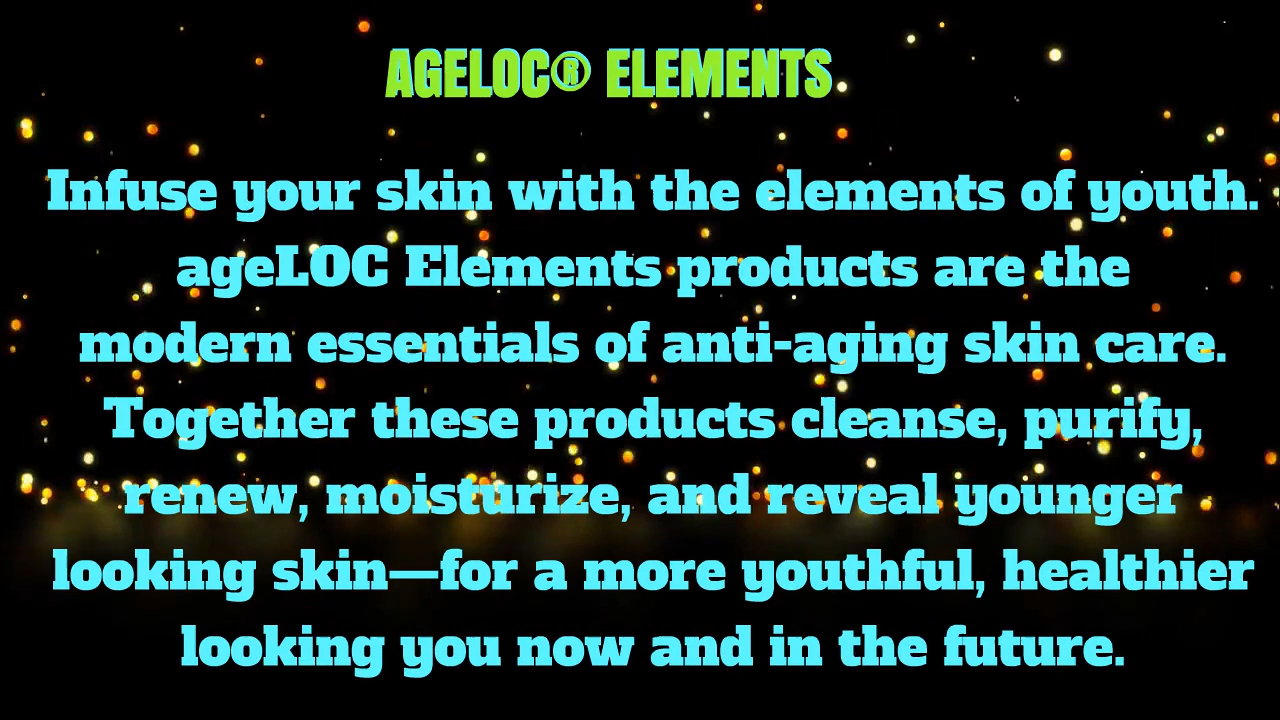 AGELOC® ELEMENTS
Infuse your skin with the elements of youth.
ageLOC Elements products are the
modern essentials of anti-aging skin care.
Together these products cleanse, purify,
renew, moisturize, and reveal younger
looking skin—for a more youthful, healthier
looking you now and in the future.